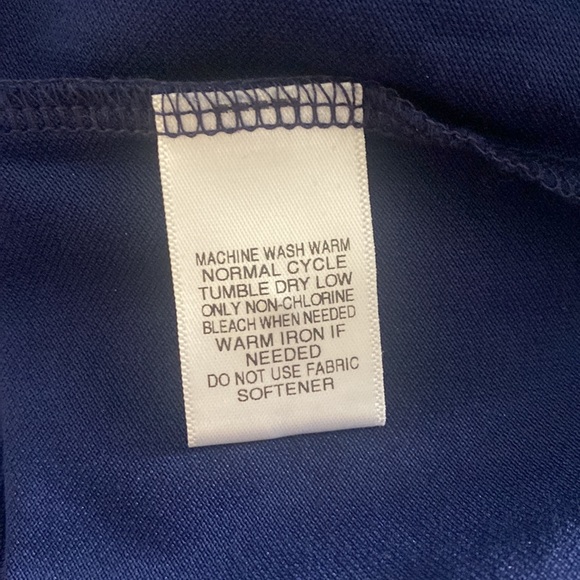 MACHINE WASH WARM
NORMAL CYCLE
TUMBLE DRY LOW
ONLY NON-CHLORINE
BLEACH WHEN NEEDED
WARM IRON IF
NEEDED
DO NOT USE FABRIC
SOFTENER